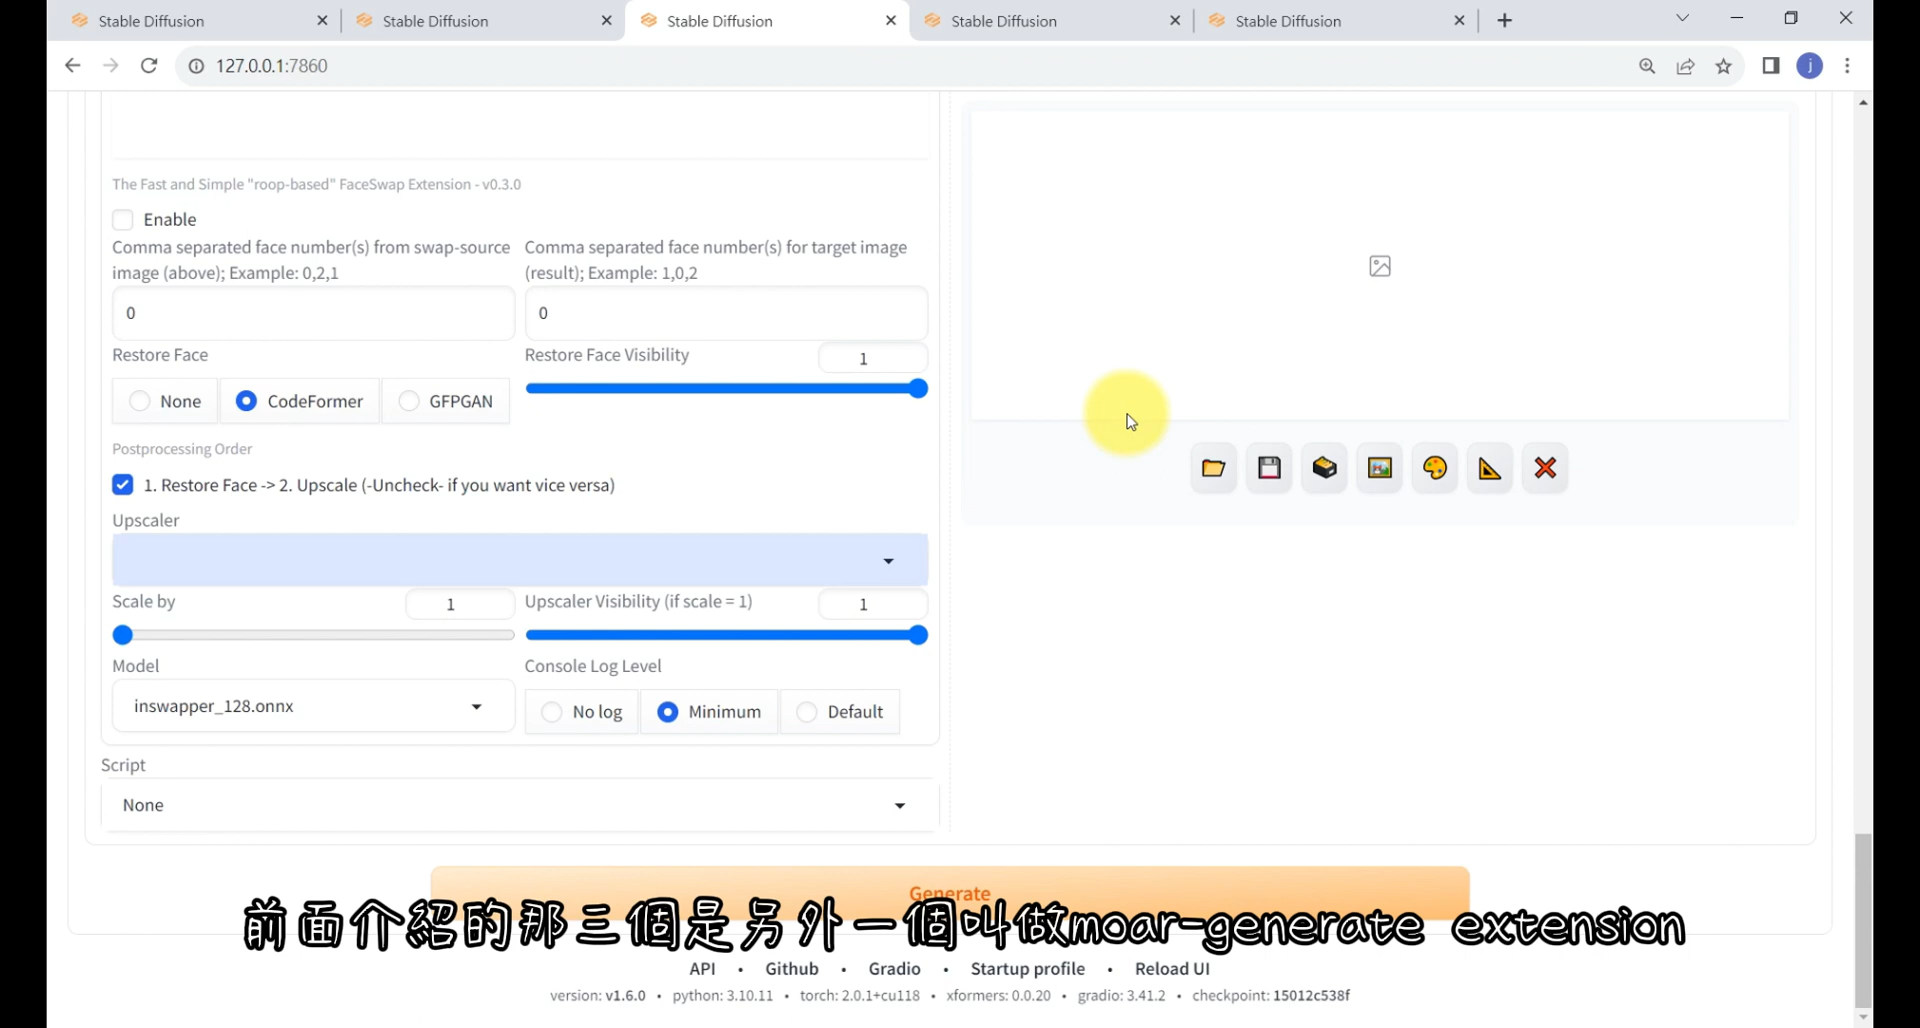 Stable Diffusion
Stable Diffusion
Stable Diffusion
Stable Diffusion
Stable Diffusion
127.0.0.1:7860
j
The Fast and Simple "roop-based" FaceSwap Extension - v0.3.0
Enable
Comma separated face number(s) from swap-source
image (above); Example: 0,2,1
Comma separated face number(s) for target image
(result); Example: 1,0,2
0
0
Restore Face
Restore Face Visibility
1
None
CodeFormer
GFPGAN
Postprocessing Order
1. Restore Face -> 2. Upscale (-Uncheck- if you want vice versa)
Upscaler
Scale by
1
Upscaler Visibility (if scale = 1)
1
Model
Console Log Level
inswapper_128.onnx
No log
Minimum
Default
Script
None
Generate
前面介紹的那三個是另外一個叫做moar-generate extension
API • Github • Gradio • Startup profile • Reload UI
version: v1.6.0 • python: 3.10.11 • torch: 2.0.1+cu118 • xformers: 0.0.20 • gradio: 3.41.2 • checkpoint: 15012c538f